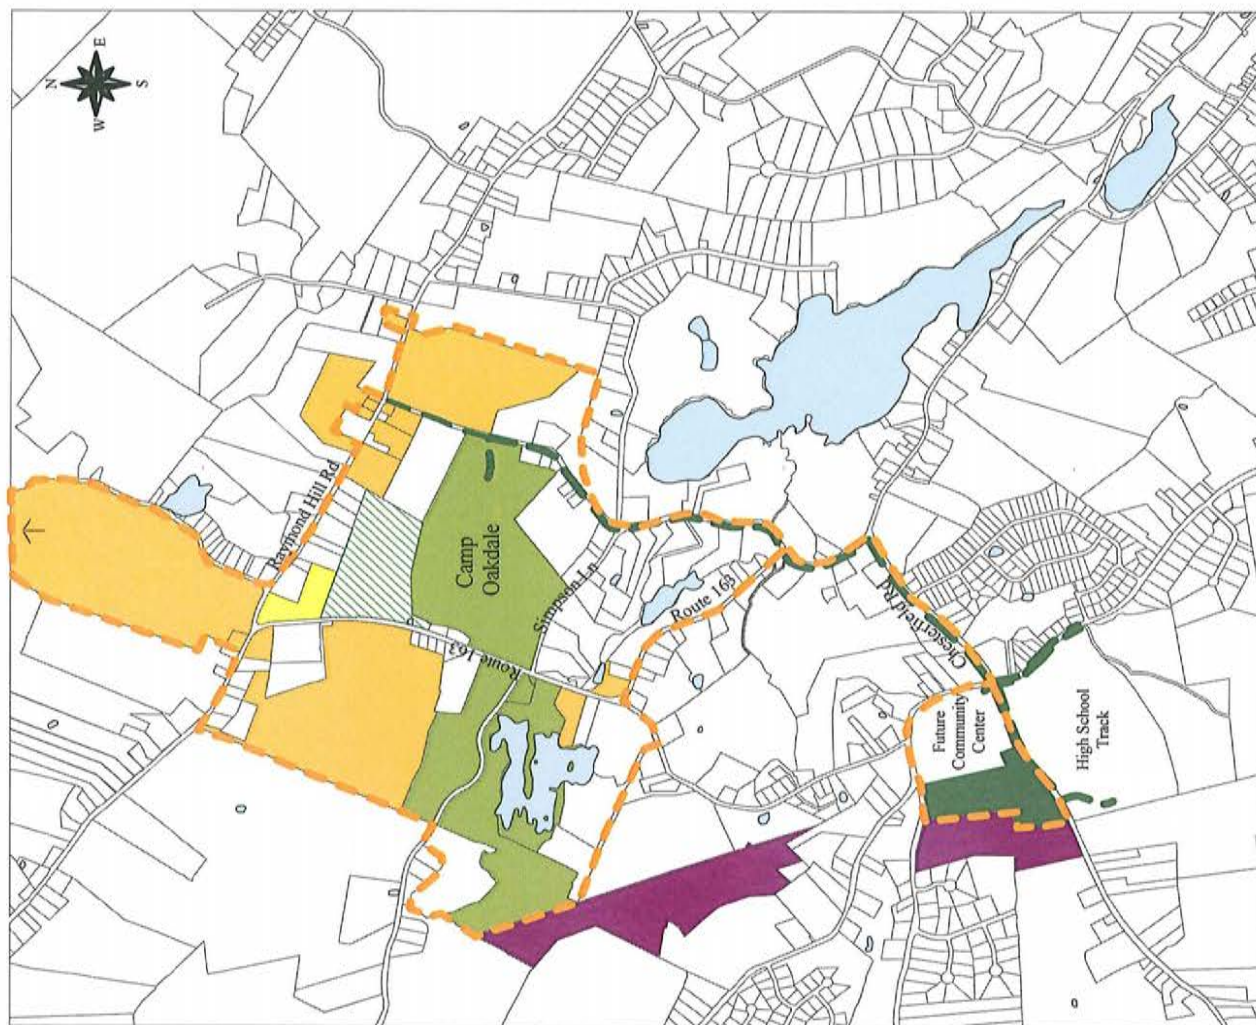 N
E
W
S
Raymond Hill Rd
Camp
Oakdale
Simpson Ln
Route 163
Route 163
Chesterfield Rd
Future
Community
Center
High School
Track